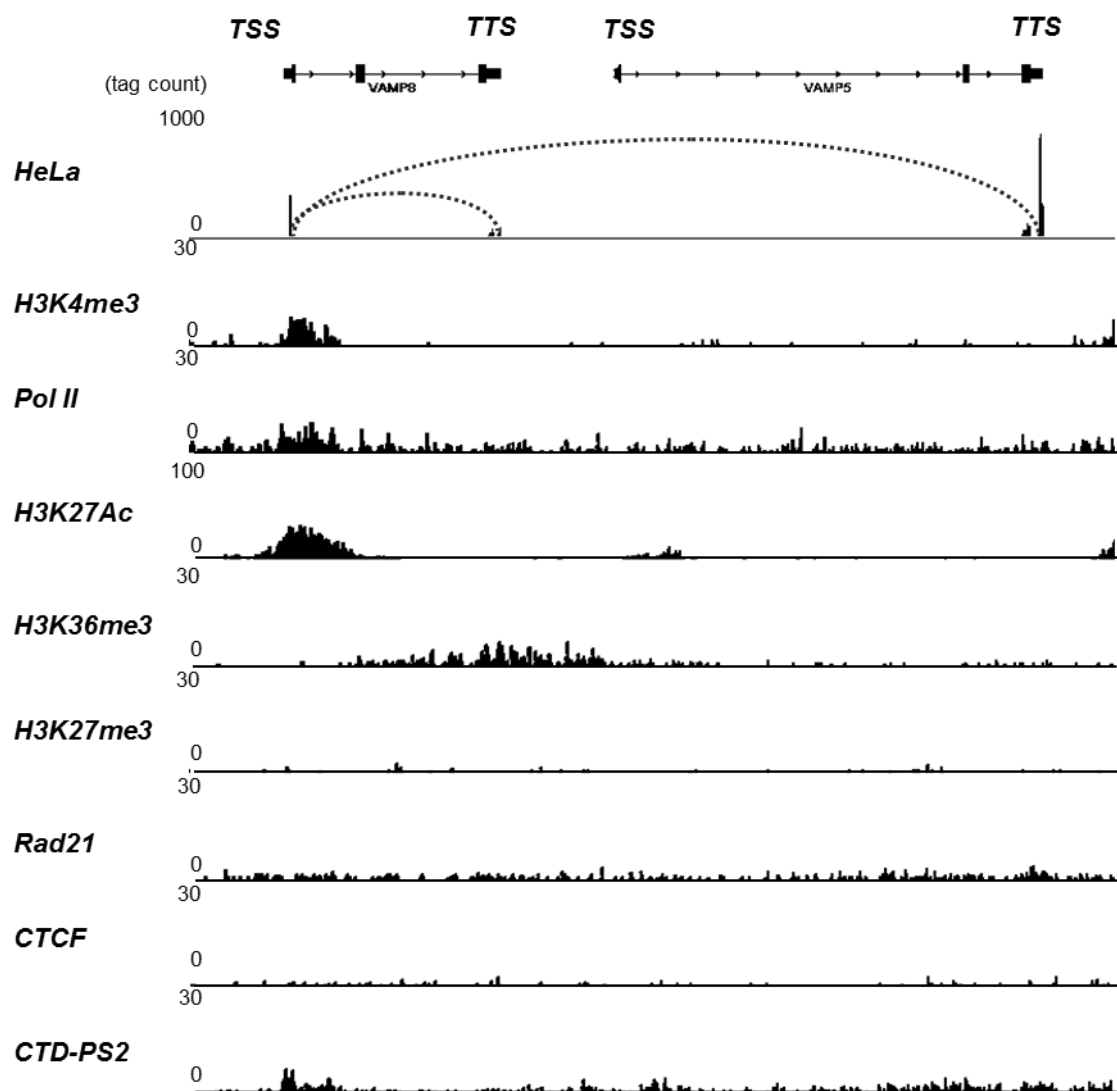 TSS TTS TSS TTS
(tag count)
VAMP8 VAMP5
1000
HeLa
0
30
H3K4me3
0
30
Pol II
0
100
H3K27Ac
0
30
H3K36me3
0
30
H3K27me3
0
30
Rad21
0
30
CTCF
0
30
CTD-PS2
0